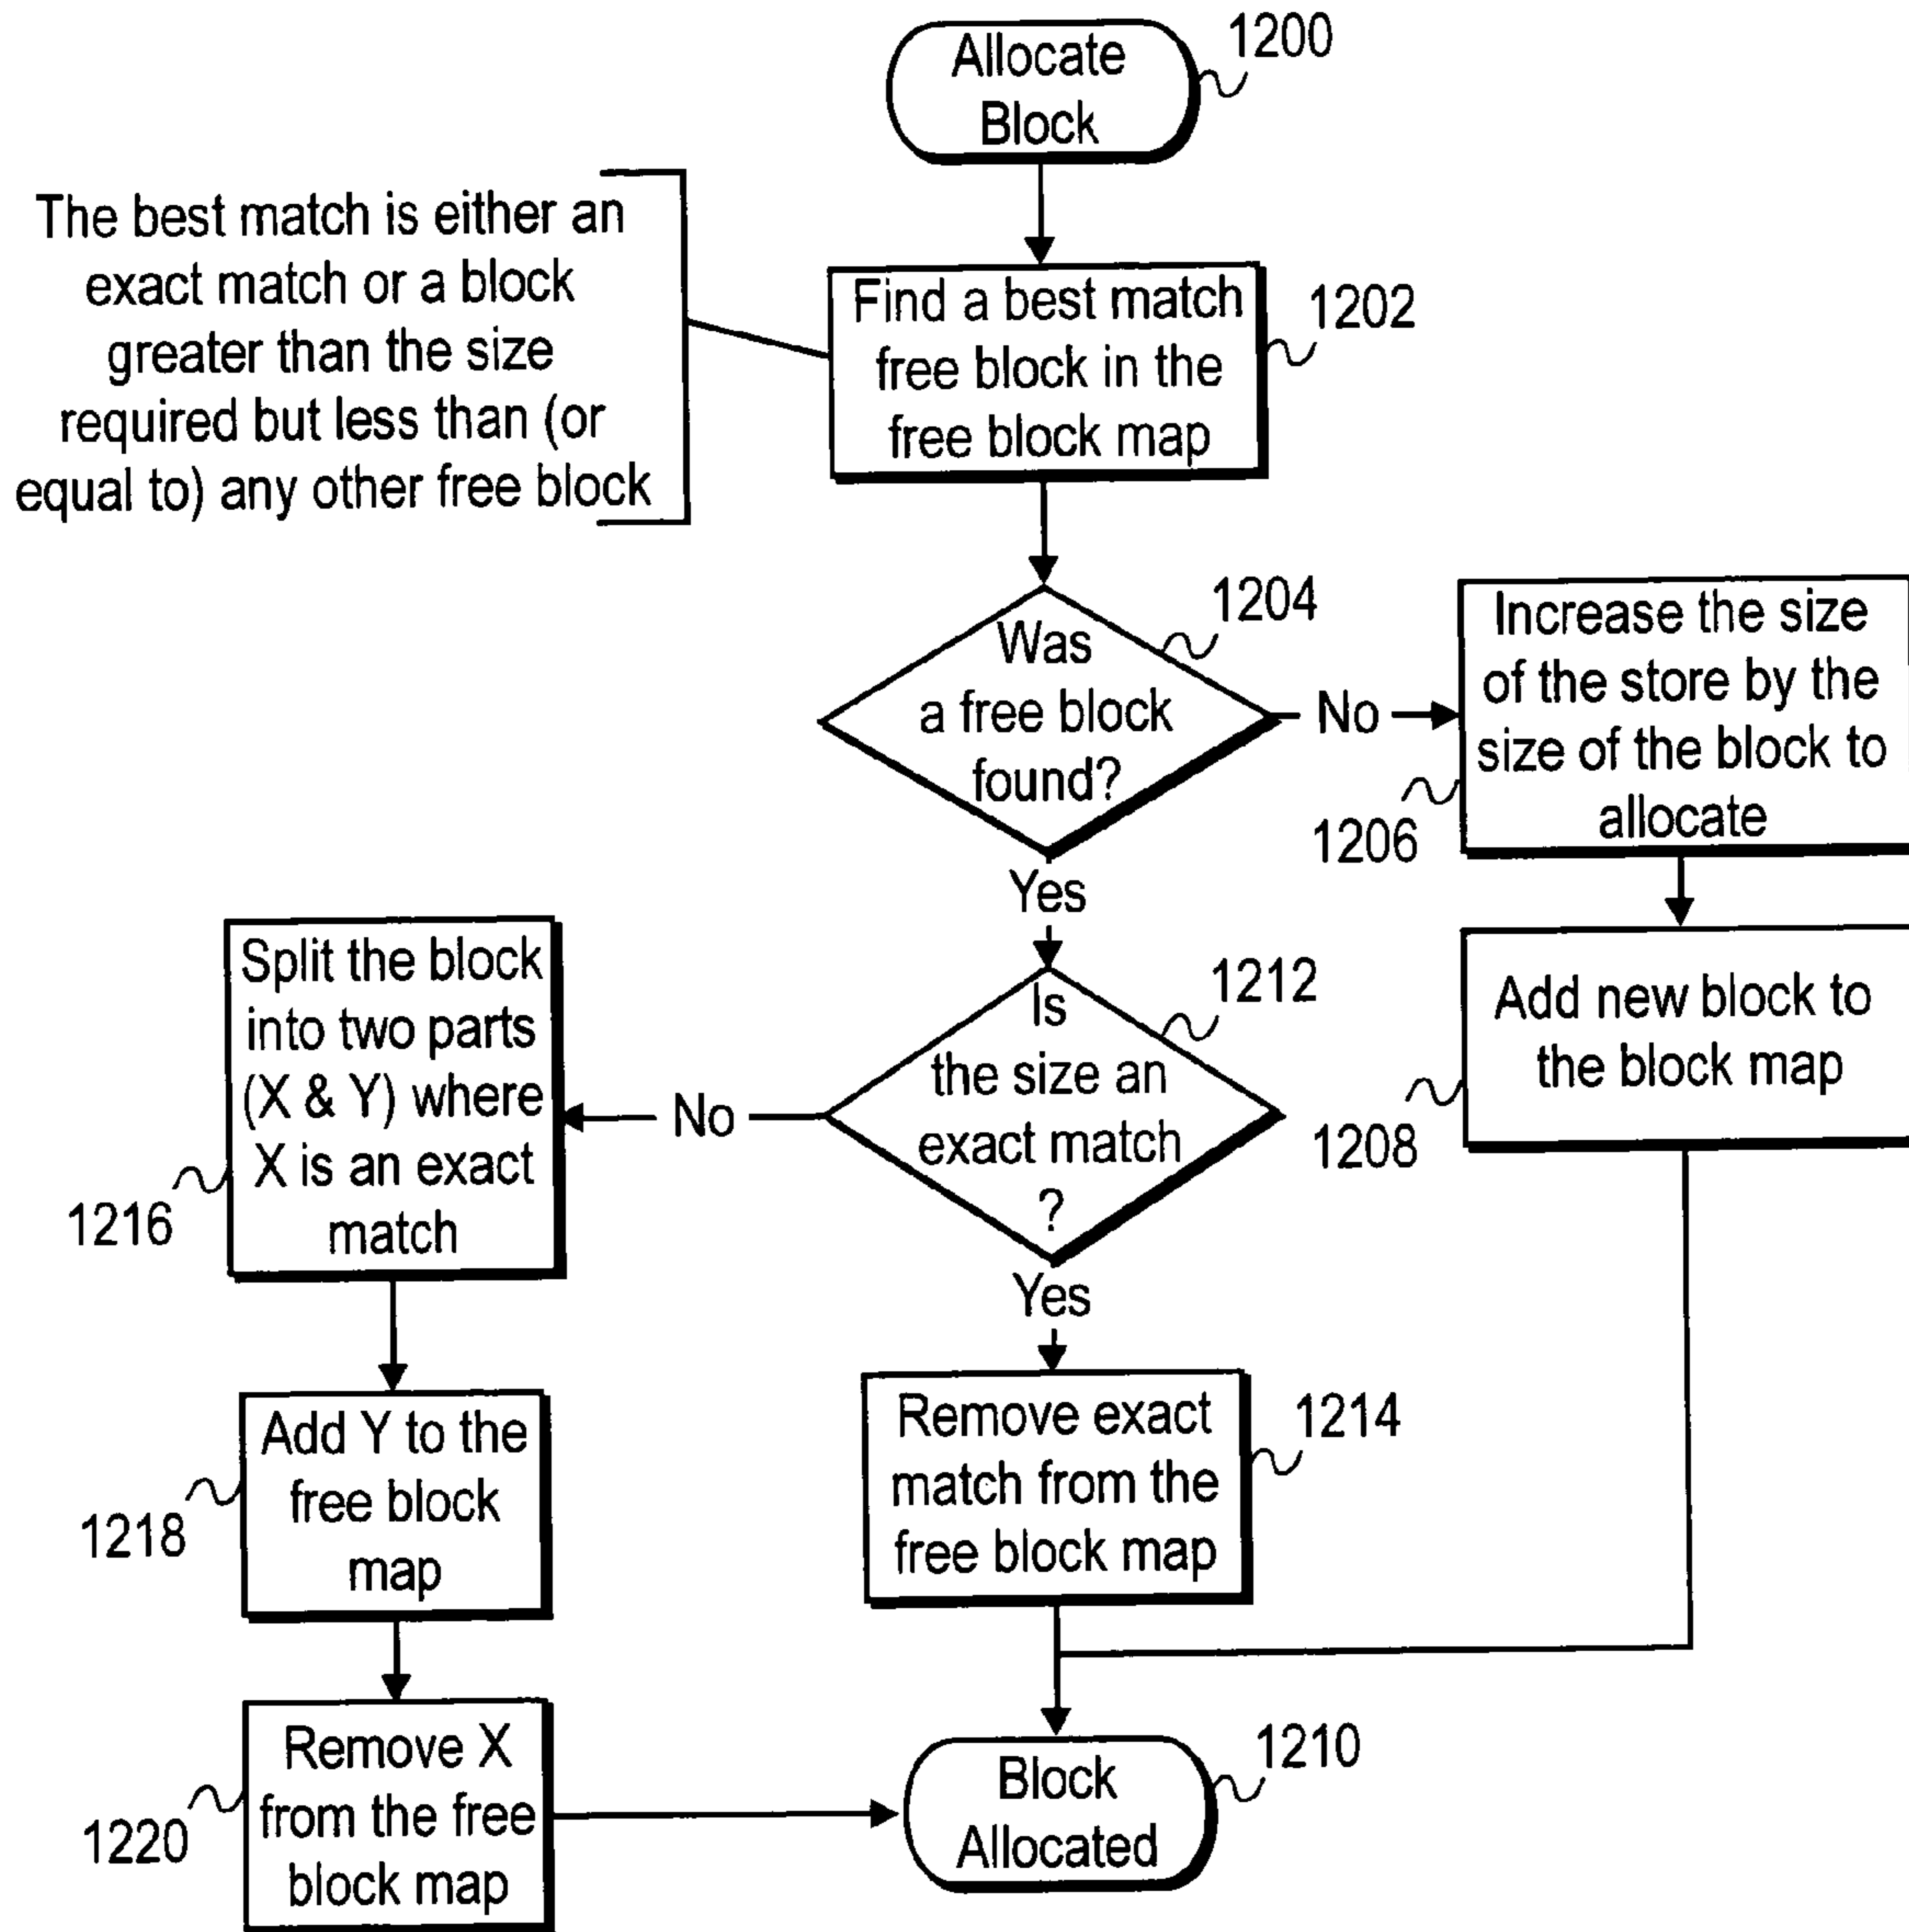 Allocate
Block
1200
The best match is either an
exact match or a block
greater than the size
required but less than (or
equal to) any other free block
Find a best match
free block in the
free block map
1202
Was
a free block
found?
1204
No
Increase the size
of the store by the
size of the block to
allocate
1206
Yes
Add new block to
the block map
1208
Is
the size an
exact match
?
1212
No
Split the block
into two parts
(X & Y) where
X is an exact
match
1216
Yes
Remove exact
match from the
free block map
1214
Add Y to the
free block
map
1218
Remove X
from the free
block map
1220
Block
Allocated
1210